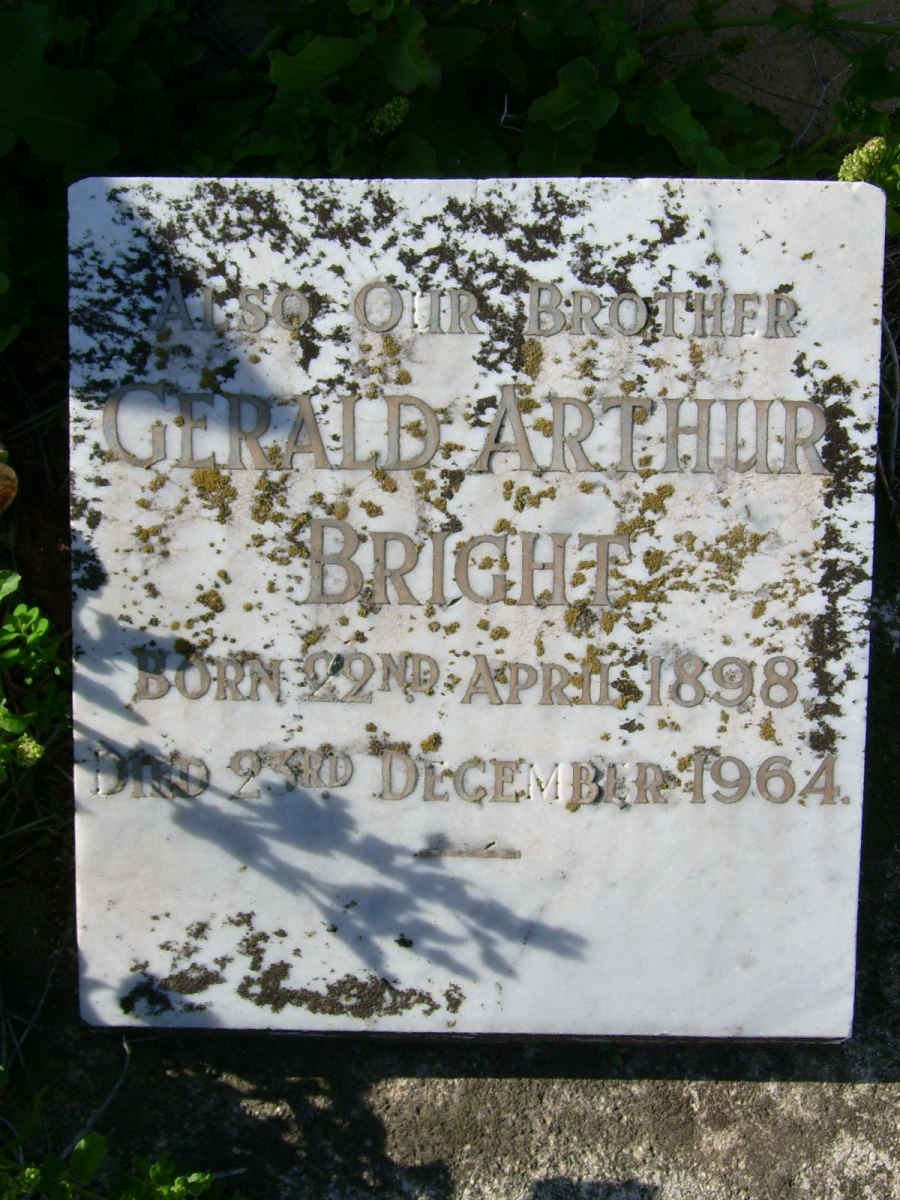 Also Our Brother
Gerald Arthur
Bright
Born 22nd April 1898
Died 23rd December 1964.